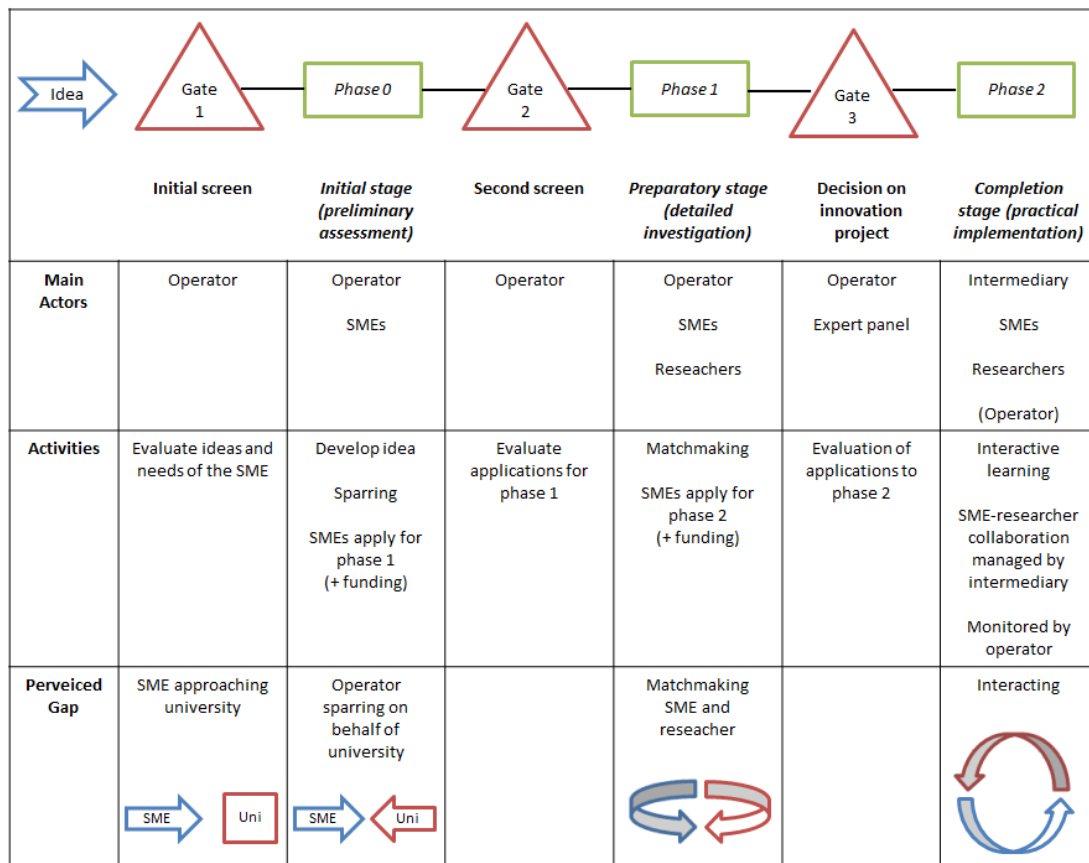 Idea
Gate
1
Phase 0
Gate
2
Phase 1
Gate
3
Phase 2
Initial screen
Initial stage
(preliminary
assessment)
Second screen
Preparatory stage
(detailed
investigation)
Decision on
innovation
project
Completion
stage (practical
implementation)
Main
Actors
Operator
Operator
SMEs
Operator
Operator
SMEs
Reseachers
Operator
Expert panel
Intermediary
SMEs
Researchers
(Operator)
Activities
Evaluate ideas and
needs of the SME
Develop idea
Sparring
SMEs apply for
phase 1
(+ funding)
Evaluate
applications for
phase 1
Matchmaking
SMEs apply for
phase 2
(+ funding)
Evaluation of
applications to
phase 2
Interactive
learning
SME-researcher
collaboration
managed by
intermediary
Monitored by
operator
Perveiced
Gap
SME approaching
university
SME
Uni
Operator
sparring on
behalf of
university
SME
Uni
Matchmaking
SME and
reseacher
Interacting